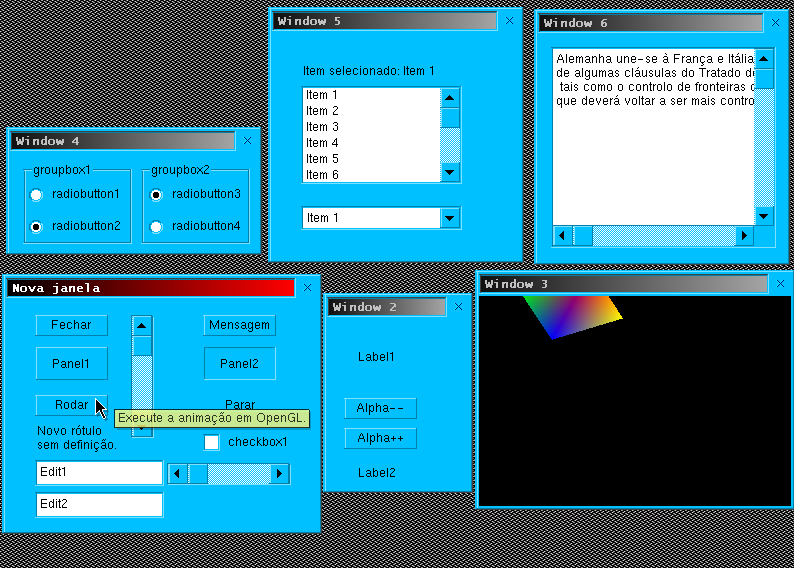 Window 5
Item selecionado: Item 1
Item 1
Item 2
Item 3
Item 4
Item 5
Item 6
Item 1
Window 6
Alemanha une-se à França e Itália
de algumas cláusulas do Tratado de
tais como o controlo de fronteiras
que deverá voltar a ser mais contro
Window 4
groupbox1
radiobutton1
radiobutton2
groupbox2
radiobutton3
radiobutton4
Nova janela
Fechar
Mensagem
Panel1
Panel2
Rodar
Parar
Execute a animação em OpenGL.
Novo rótulo
sem definição.
checkbox1
Edit1
Edit2
Window 2
Label1
Alpha--
Alpha++
Label2
Window 3